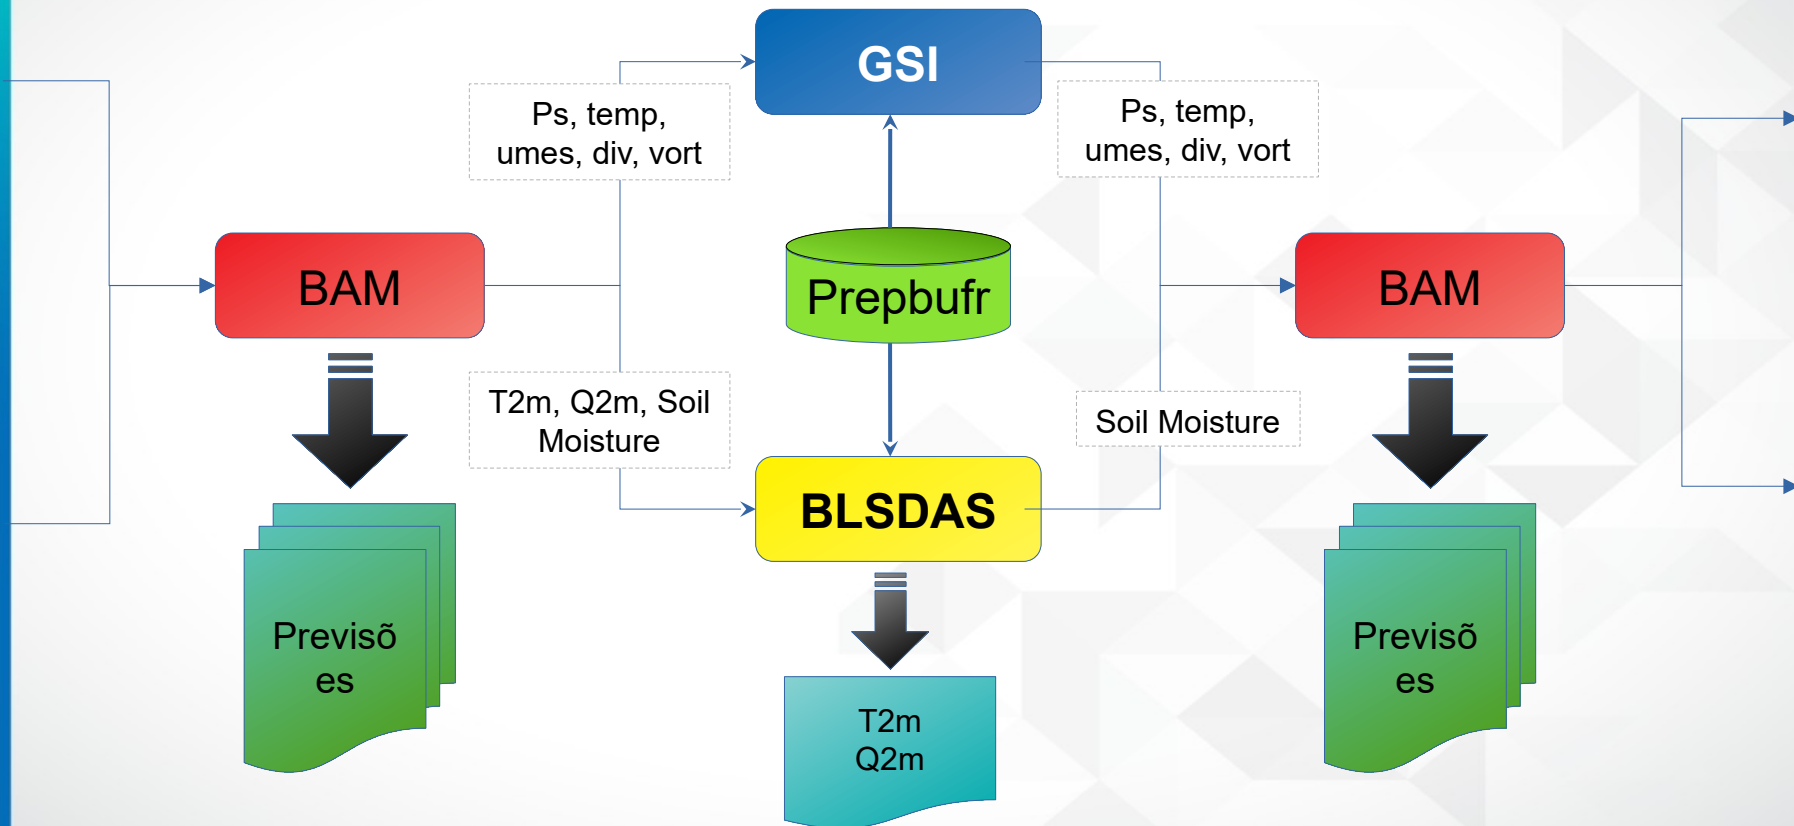 GSI
Ps, temp,
umes, div, vort
Ps, temp,
umes, div, vort
BAM
Prepbufr
BAM
T2m, Q2m, Soil
Moisture
Soil Moisture
BLSDAS
Previsõ
es
T2m
Q2m
Previsõ
es